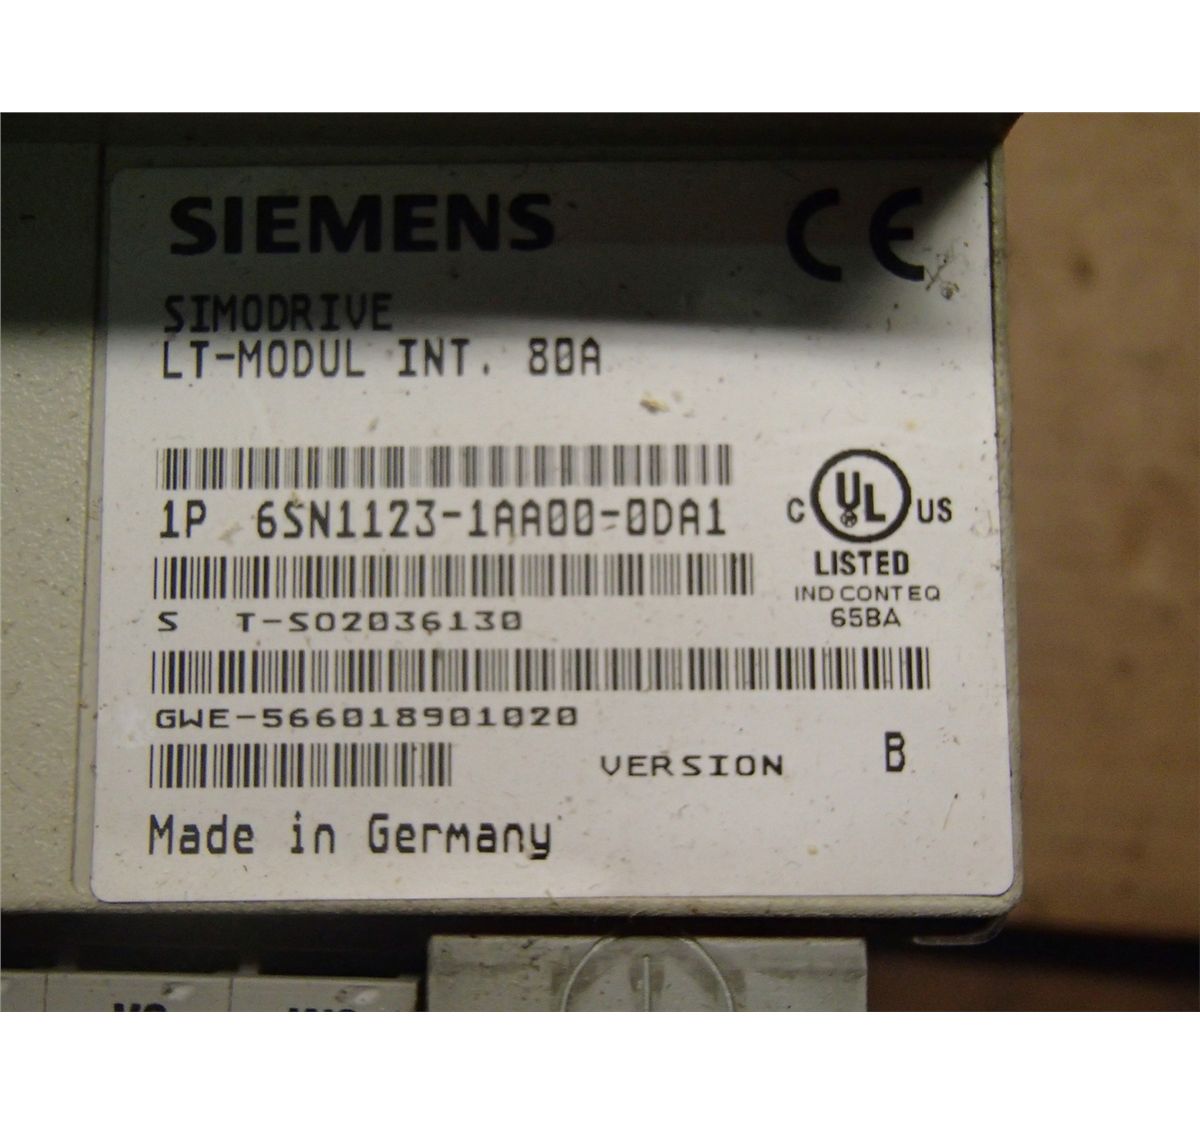 SIEMENS
CE
SIMODRIVE
LT-MODUL INT. 80A
1P 6SN1123-1AA00-0DA1
C UL US
LISTED
IND CONT EQ
65BA
S T-S02036130
GWE-566018901020
VERSION B
Made in Germany